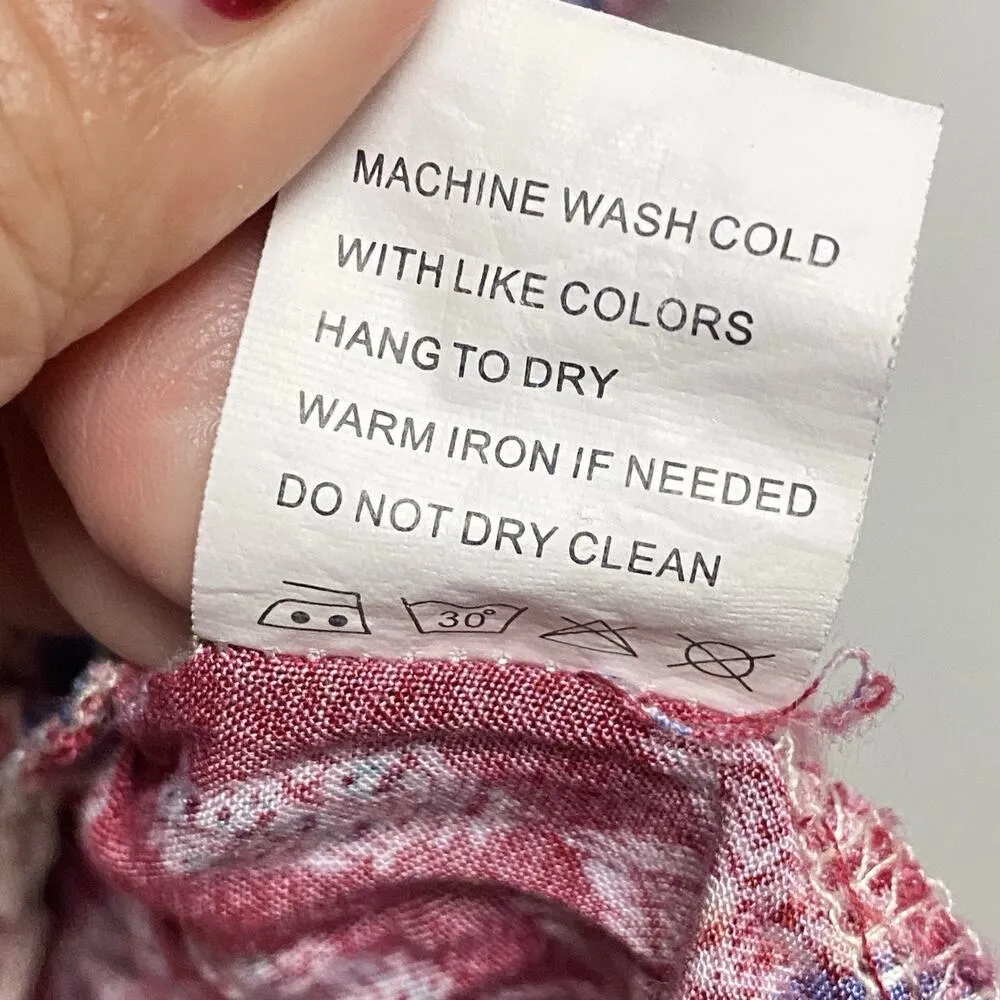 MACHINE WASH COLD
WITH LIKE COLORS
HANG TO DRY
WARM IRON IF NEEDED
DO NOT DRY CLEAN
30°